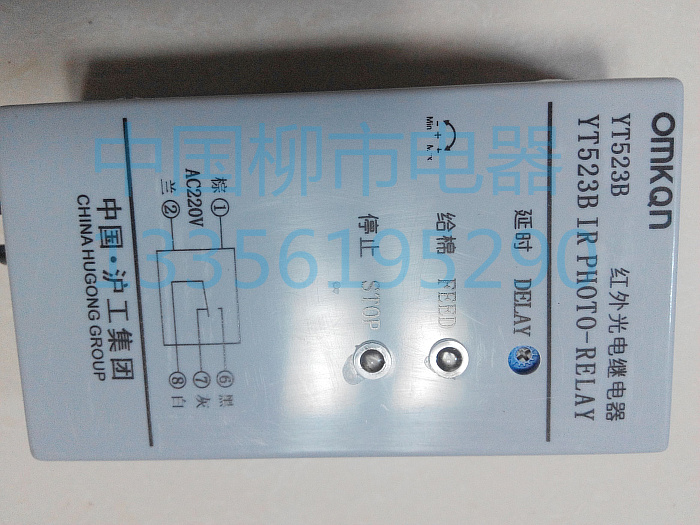 omkqn
YT523B 红外光电继电器
YT523B IR PHOTO-RELAY
延时 DELAY
给棉 FEED
停止 STOP
- + +
Min
棕①
AC220V
兰②
⑥黑
⑦灰
⑧白
中国·沪工集团
CHINA HUGONG GROUP
中国柳市电器
13356195290